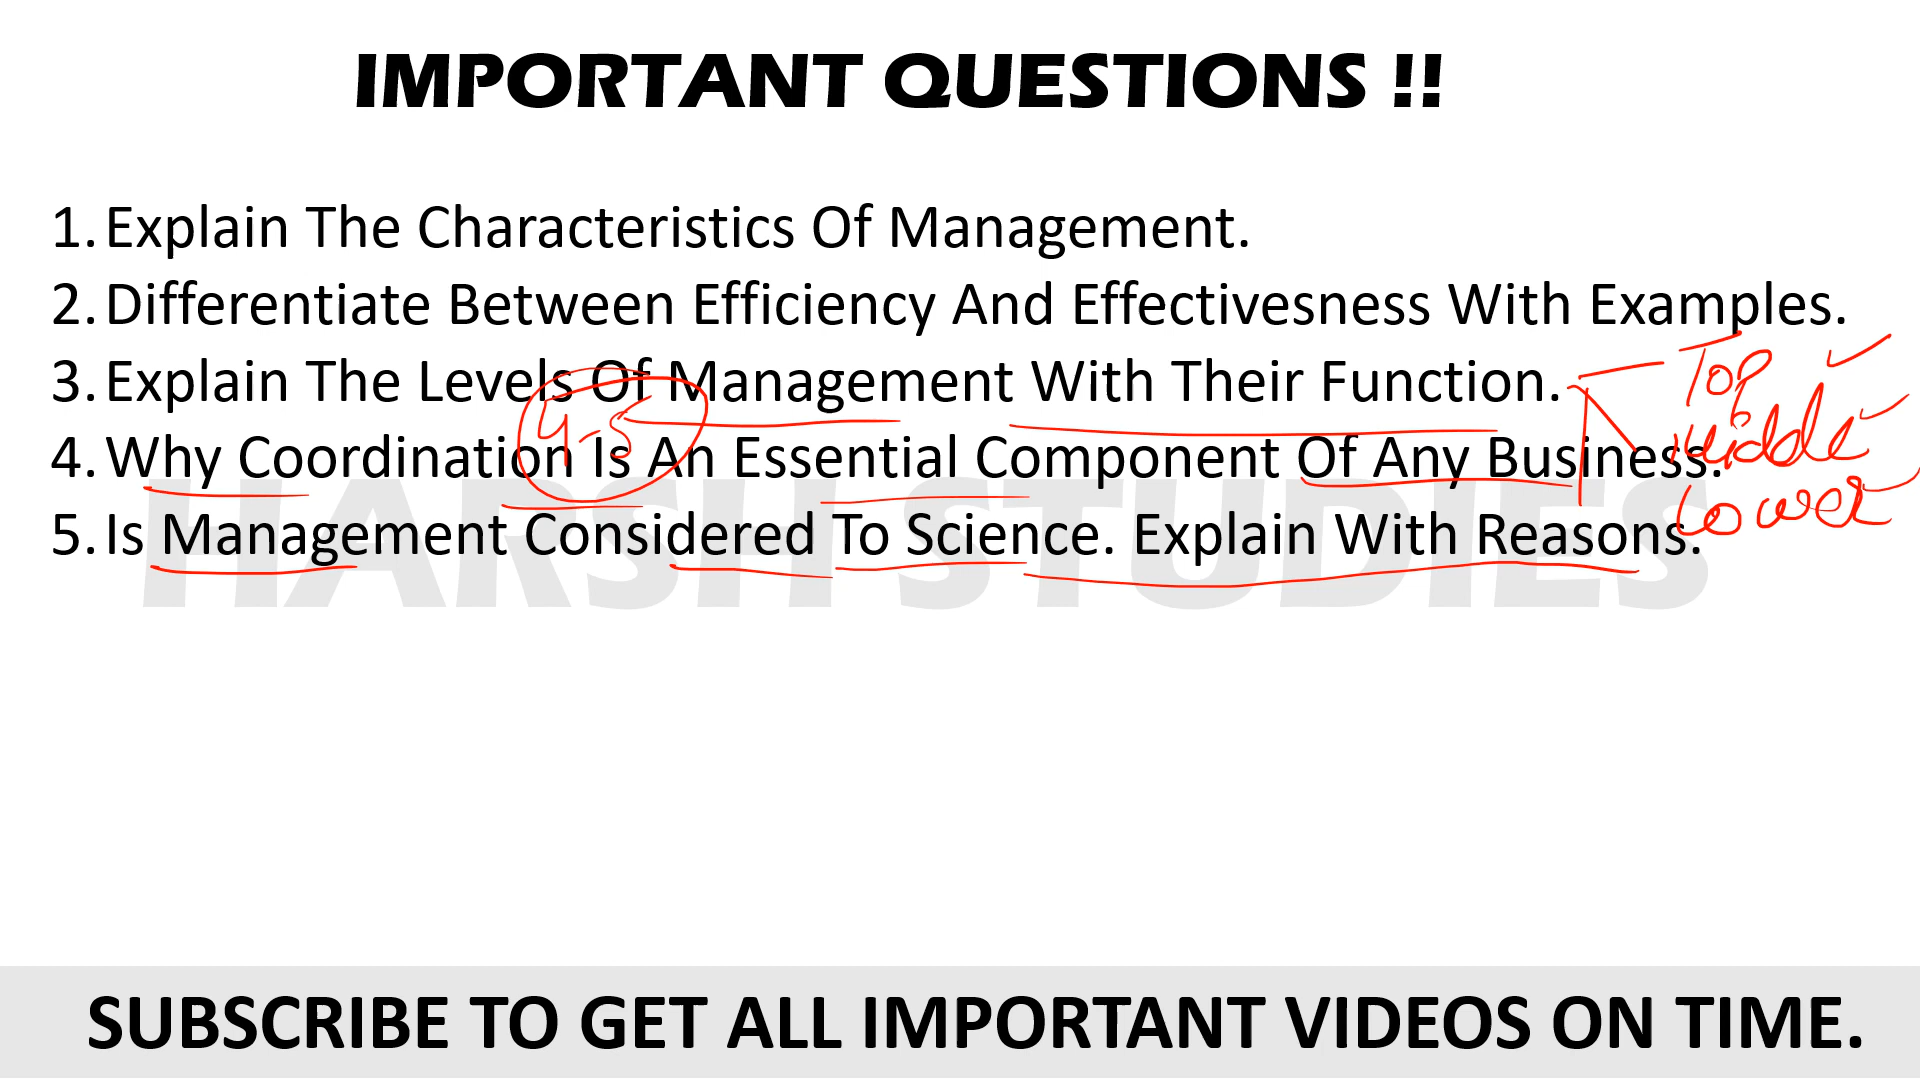 IMPORTANT QUESTIONS !!
1. Explain The Characteristics Of Management.
2. Differentiate Between Efficiency And Effectivesness With Examples.
3. Explain The Levels Of Management With Their Function.
Top
4-5
4. Why Coordination Is An Essential Component Of Any Business.
middle
lower
5. Is Management Considered To Science. Explain With Reasons.
HARSH STUDIES
SUBSCRIBE TO GET ALL IMPORTANT VIDEOS ON TIME.